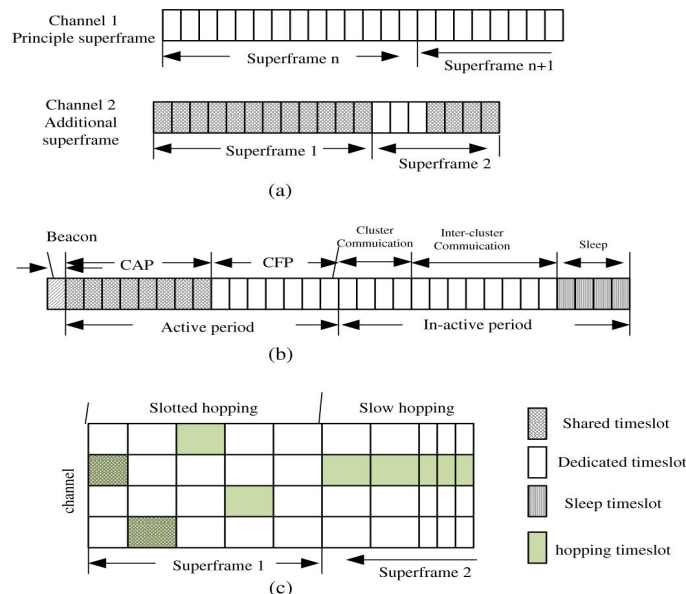 Channel 1
Principle superframe
Superframe n
Superframe n+1
Channel 2
Additional
superframe
Superframe 1
Superframe 2
(a)
Beacon
CAP
CFP
Cluster
Commuication
Inter-cluster
Commuication
Sleep
Active period
In-active period
(b)
Slotted hopping
Slow hopping
channel
Superframe 1
Superframe 2
(c)
Shared timeslot
Dedicated timeslot
Sleep timeslot
hopping timeslot